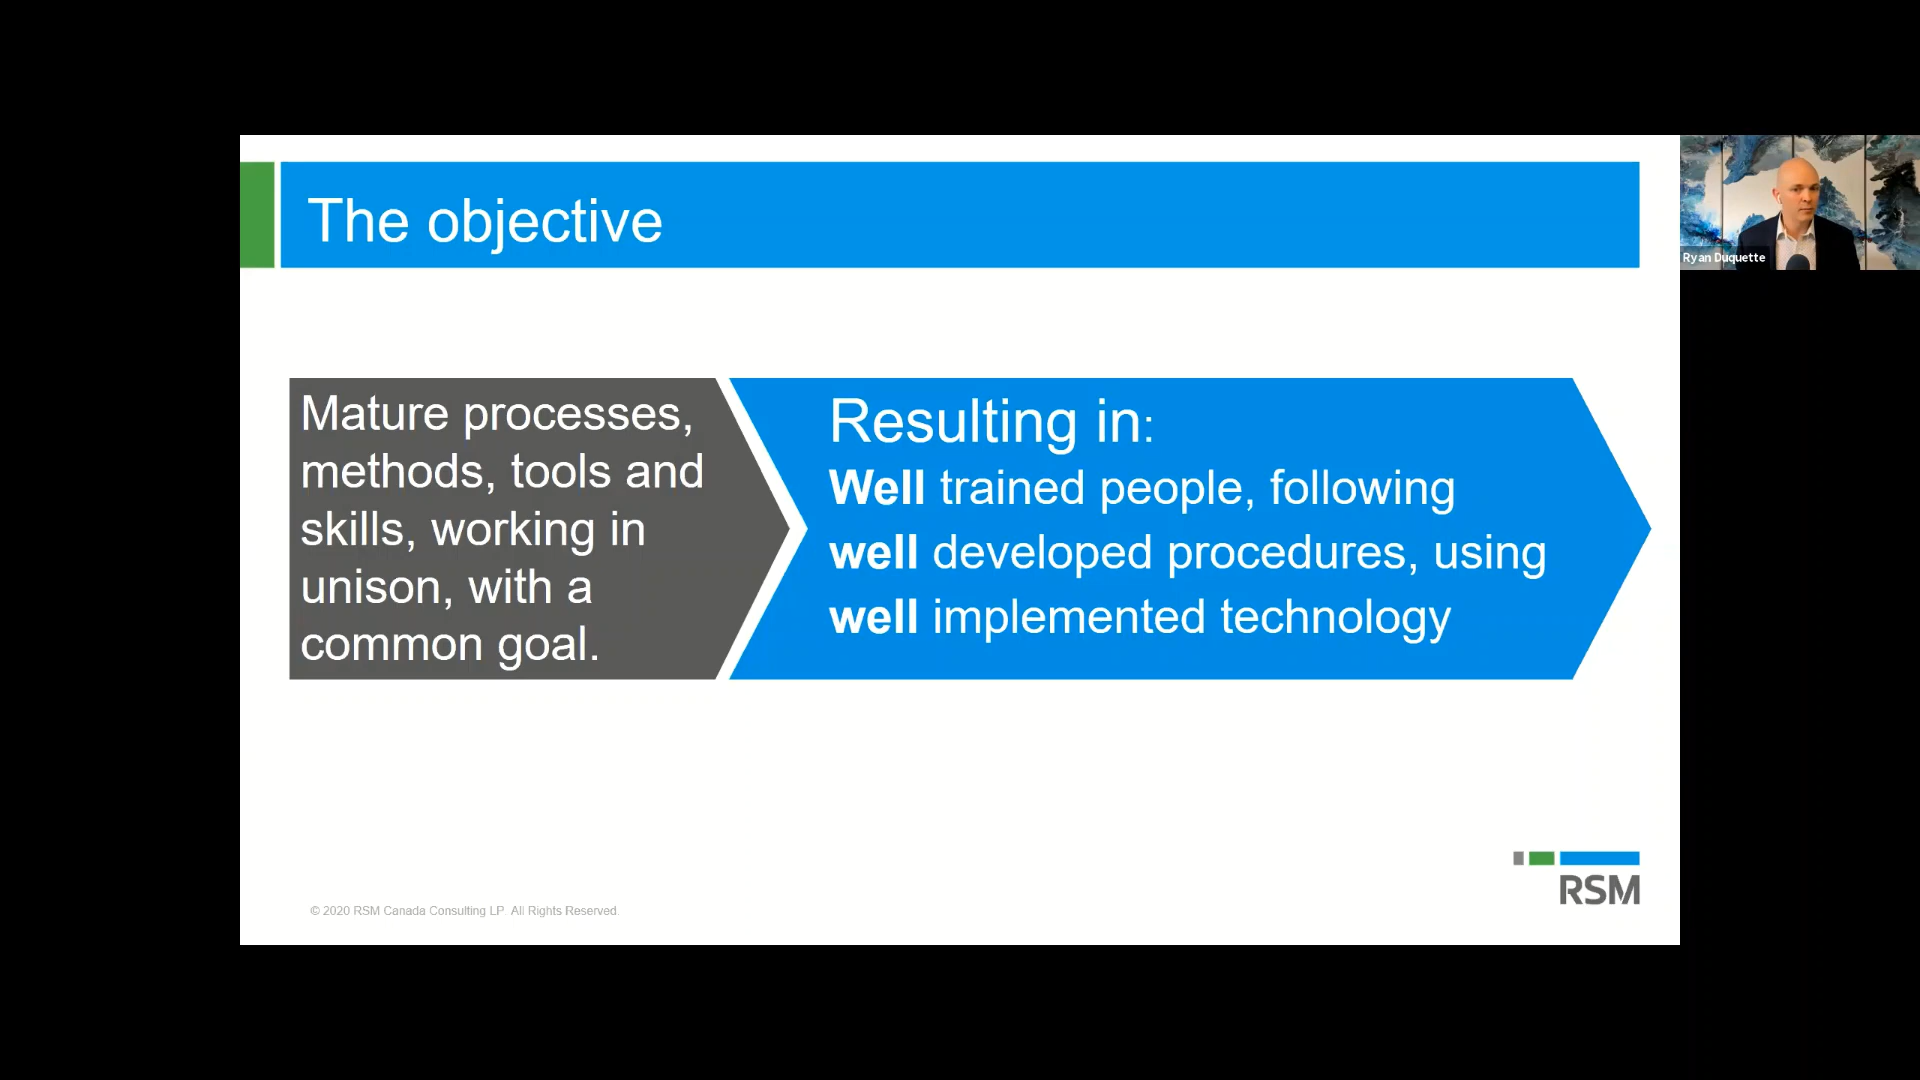 The objective
Ryan Duquette
Mature processes,
methods, tools and
skills, working in
unison, with a
common goal.
Resulting in:
Well trained people, following
well developed procedures, using
well implemented technology
RSM
© 2020 RSM Canada Consulting LP. All Rights Reserved.